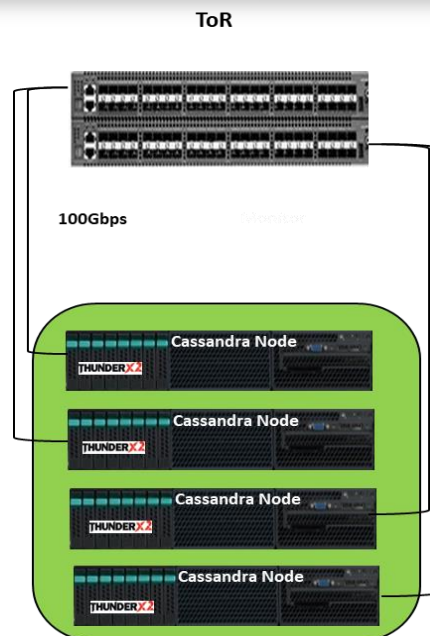 ToR
100Gbps
Cassandra Node
THUNDERX2
Cassandra Node
THUNDERX2
Cassandra Node
THUNDERX2
Cassandra Node
THUNDERX2